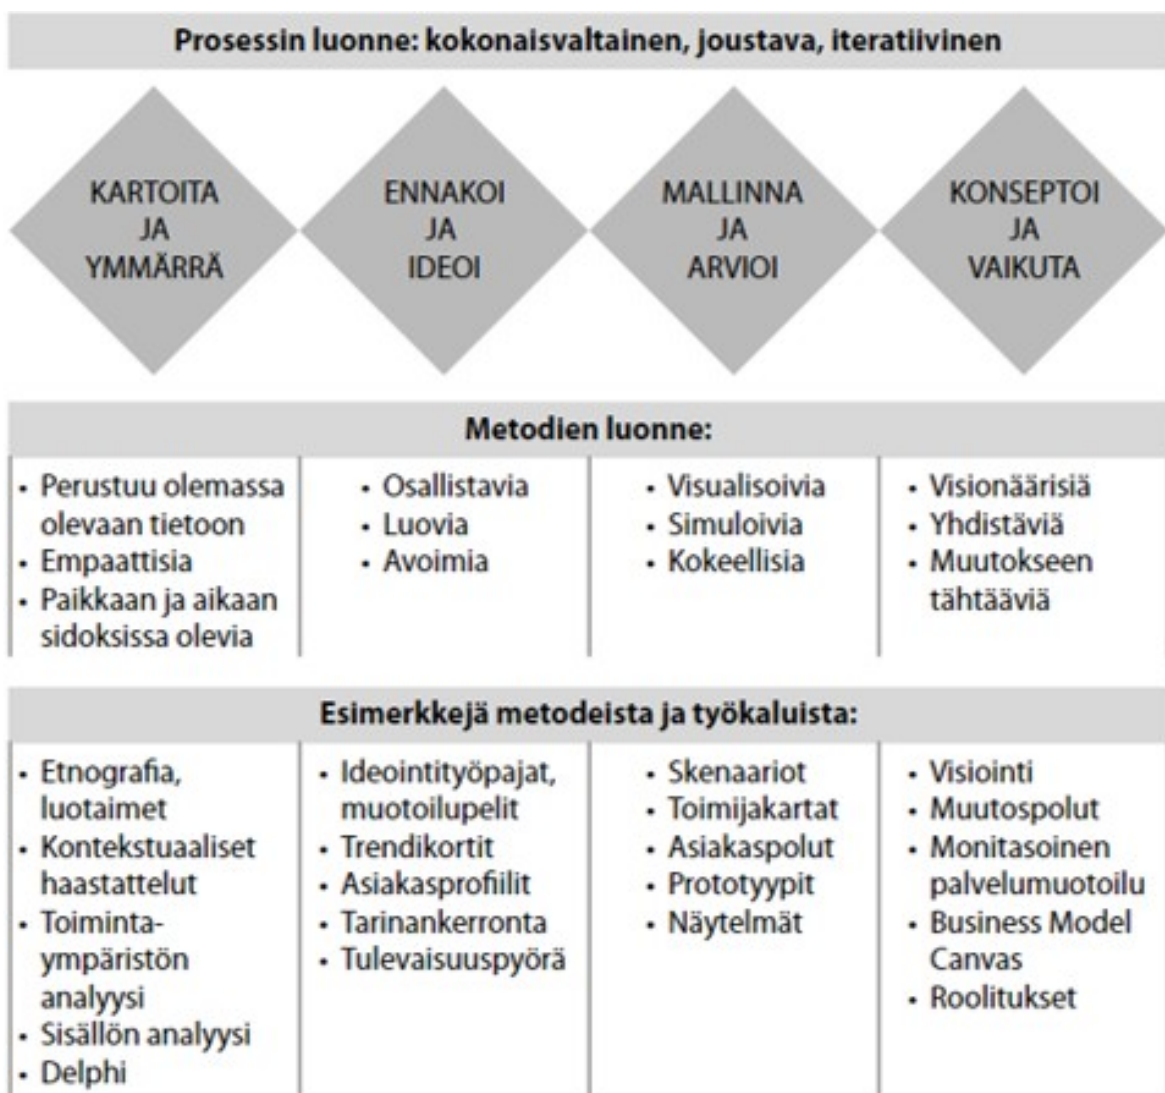 Prosessin luonne: kokonaisvaltainen, joustava, iteratiivinen
KARTOITA
JA
YMMÄRRÄ
ENNAKOI
JA
IDEOI
MALLINNA
JA
ARVIOI
KONSEPTOI
JA
VAIKUTA
Metodien luonne:
• Perustuu olemassa
olevaan tietoon
• Empaattisia
• Paikkaan ja aikaan
sidoksissa olevia
• Osallistavia
• Luovia
• Avoimia
• Visualisoivia
• Simuloivia
• Kokeellisia
• Visionäärisiä
• Yhdistäviä
• Muutokseen
tähtääviä
Esimerkkejä metodeista ja työkaluista:
• Etnografia,
luotaimet
• Kontekstuaaliset
haastattelut
• Toiminta-
ympäristön
analyysi
• Sisällön analyysi
• Delphi
• Ideointityöpajat,
muotoilupelit
• Trendikortit
• Asiakasprofiilit
• Tarinankerronta
• Tulevaisuuspyörä
• Skenaariot
• Toimijakartat
• Asiakaspolut
• Prototyypit
• Näytelmät
• Visiointi
• Muutospolut
• Monitasoinen
palvelumuotoilu
• Business Model
Canvas
• Roolitukset